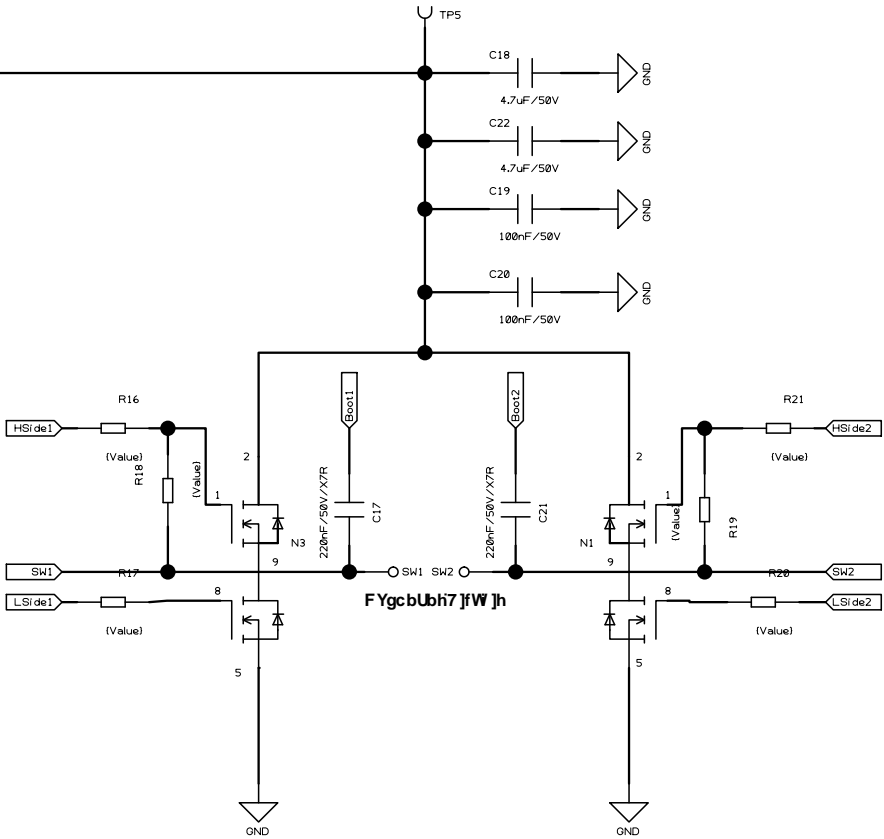 TP5
C18
4.7uF/50V
GND
C22
4.7uF/50V
GND
C19
100nF/50V
GND
C20
100nF/50V
GND
R16
HSide1
{Value}
R18
{Value}
2
1
Boot1
220nF/50V/X7R
C17
N3
Boot2
220nF/50V/X7R
C21
2
1
{Value}
R19
N1
R21
HSide2
{Value}
SW1
9
SW1
SW2
9
SW2
R17
LSide1
{Value}
8
5
FYgcbUbh7]fW]h
R20
LSide2
{Value}
8
5
GND
GND